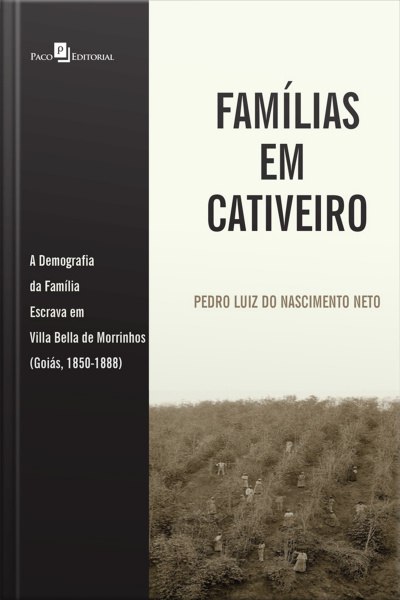 PACO EDITORIAL
FAMÍLIAS
EM
CATIVEIRO
PEDRO LUIZ DO NASCIMENTO NETO
A Demografia
da Família
Escrava em
Villa Bella de Morrinhos
(Goiás, 1850-1888)